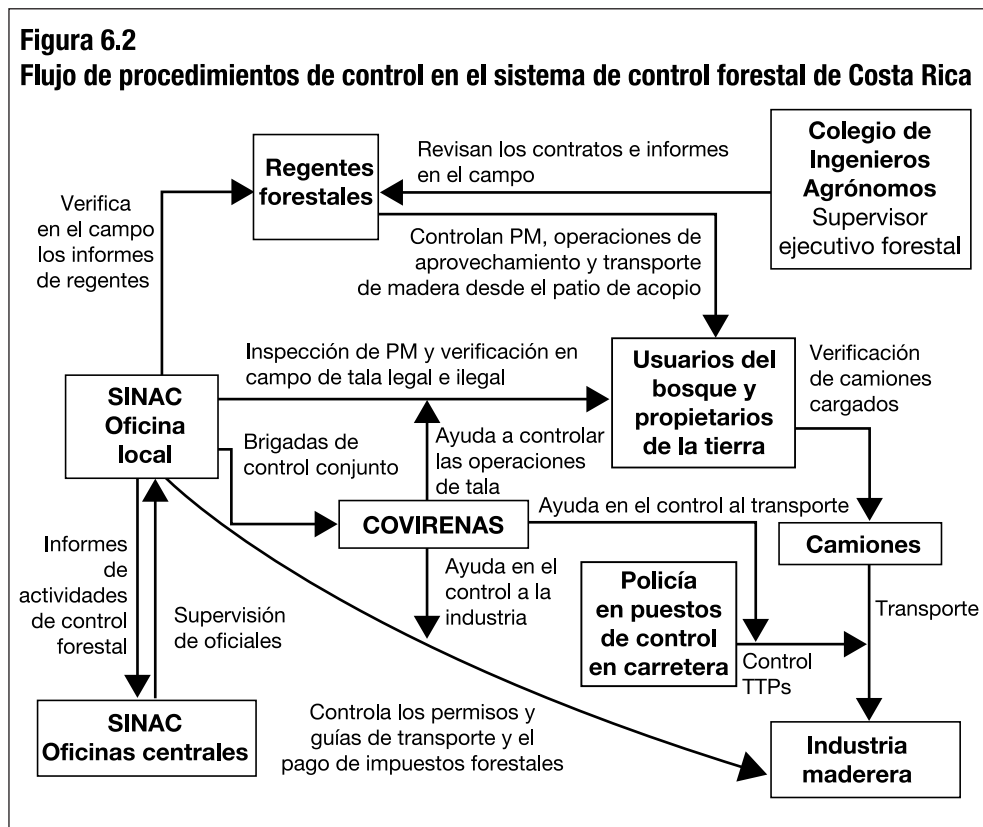 Figura 6.2
Flujo de procedimientos de control en el sistema de control forestal de Costa Rica
Regentes
forestales
Revisan los contratos e informes
en el campo
Colegio de
Ingenieros
Agrónomos
Supervisor
ejecutivo forestal
Verifica
en el campo
los informes
de regentes
Controlan PM, operaciones de
aprovechamiento y transporte
de madera desde el patio de acopio
Inspección de PM y verificación en
campo de tala legal e ilegal
Usuarios del
bosque y
propietarios
de la tierra
Verificación
de camiones
cargados
SINAC
Oficina
local
Brigadas de
control conjunto
Ayuda a controlar
las operaciones
de tala
COVIRENAS
Ayuda en el control al transporte
Camiones
Informes
de
actividades
de control
forestal
Supervisión
de oficiales
Ayuda en el
control a la
industria
Policía
en puestos
de control
en carretera
Control
TTPs
Transporte
SINAC
Oficinas centrales
Controla los permisos y
guías de transporte y el
pago de impuestos forestales
Industria
maderera